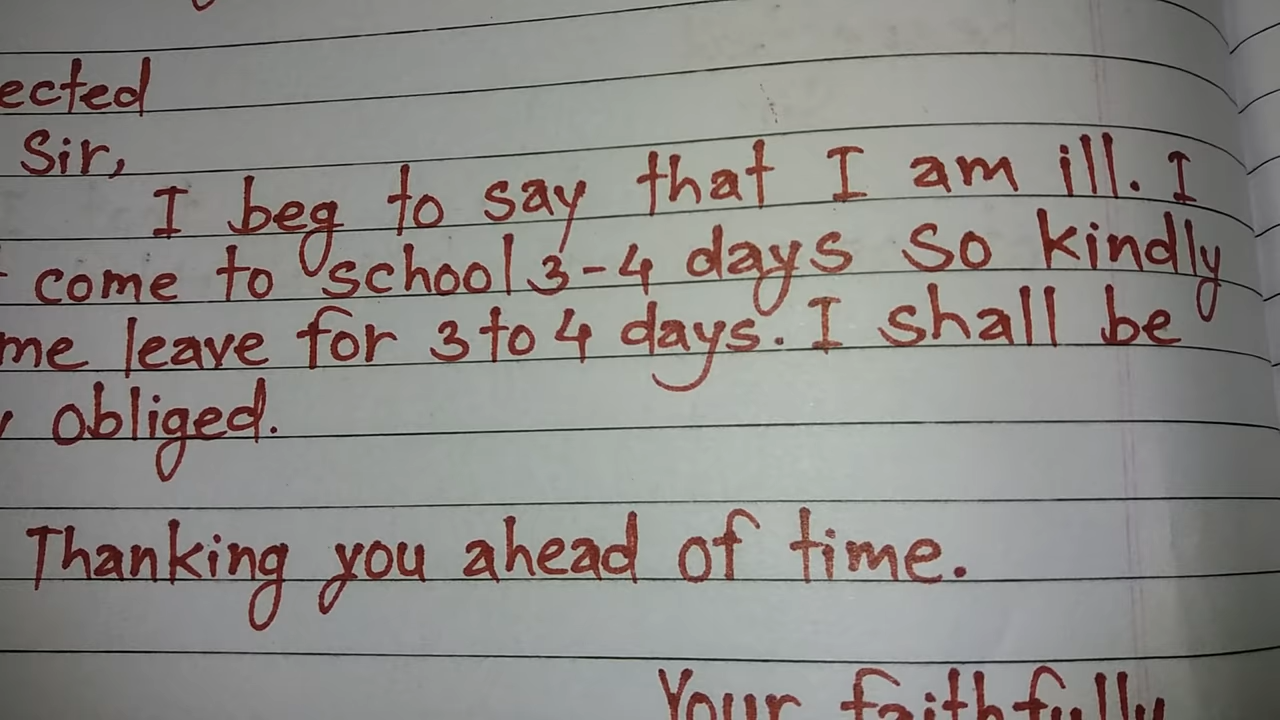 ected
Sir,
I beg to say that I am ill. I
come to school 3-4 days so kindly
me leave for 3 to 4 days. I shall be
obliged.
Thanking you ahead of time.
Your faithfully